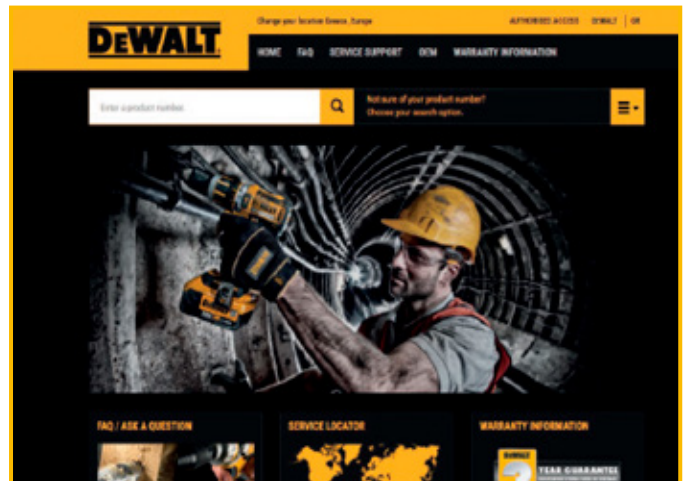 Change your location Greece, Europe
AUTHORISED ACCESS DEWALT GR
DEWALT
HOME FAQ SERVICE SUPPORT OEM WARRANTY INFORMATION
Enter a product number.
Not sure of your product number?
Choose your search option.
FAQ / ASK A QUESTION
SERVICE LOCATOR
WARRANTY INFORMATION
DEWALT
3 YEAR GUARANTEE